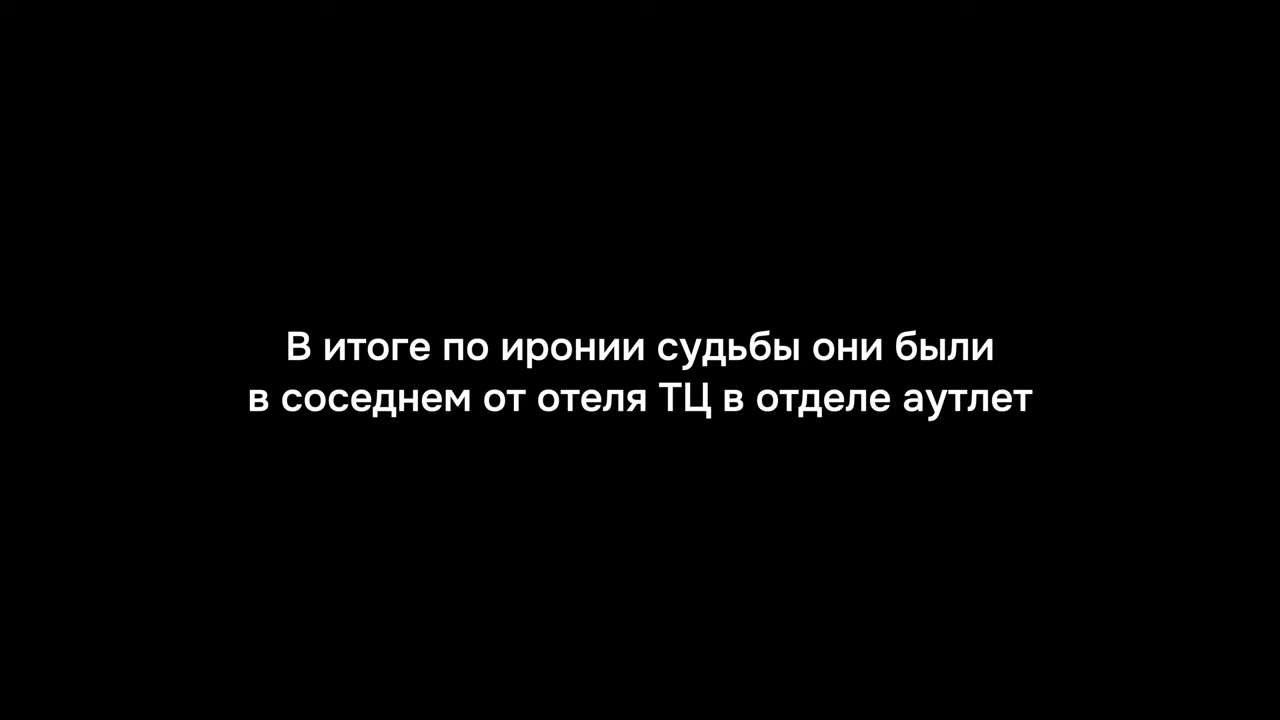 В итоге по иронии судьбы они были
в соседнем от отеля ТЦ в отделе аутлет